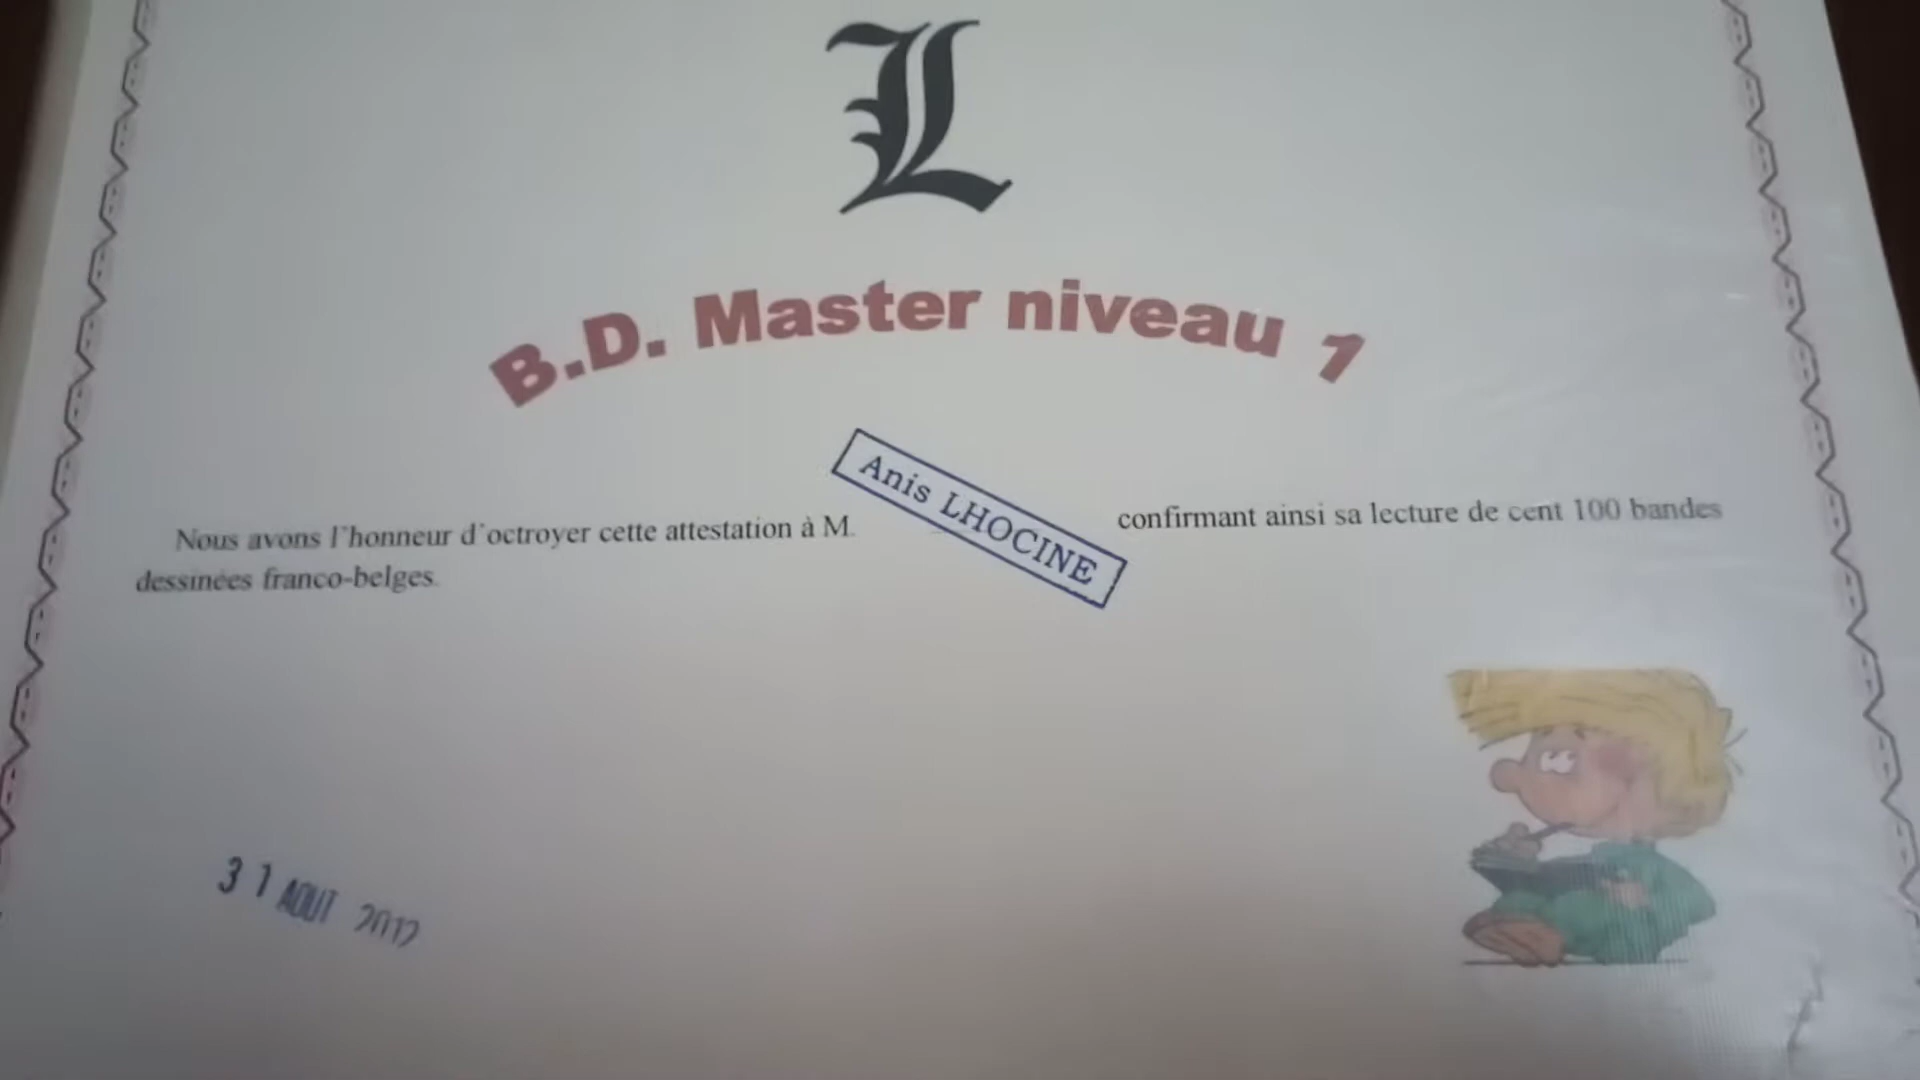 L
B.D. Master niveau 1
Nous avons l'honneur d'octroyer cette attestation à M. Anis LHOCINE confirmant ainsi sa lecture de cent 100 bandes
dessinées franco-belges.
31 AOUT 2012